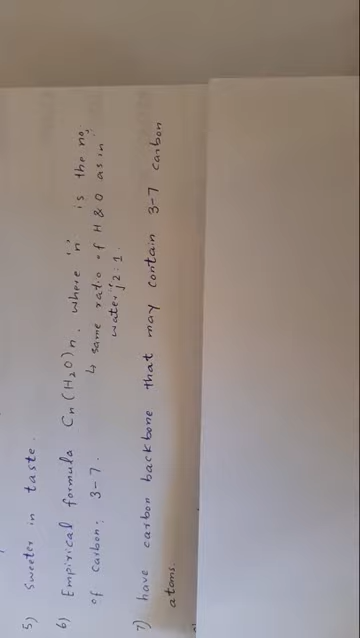 5) Sweeter in taste.
6) Empirical formula Cn(H2O)n. where 'n' is the no;
of carbon; 3-7. ↳ same ratio of H & O as in
water; 2:1.
7) have carbon backbone that may contain 3-7 carbon
atoms.